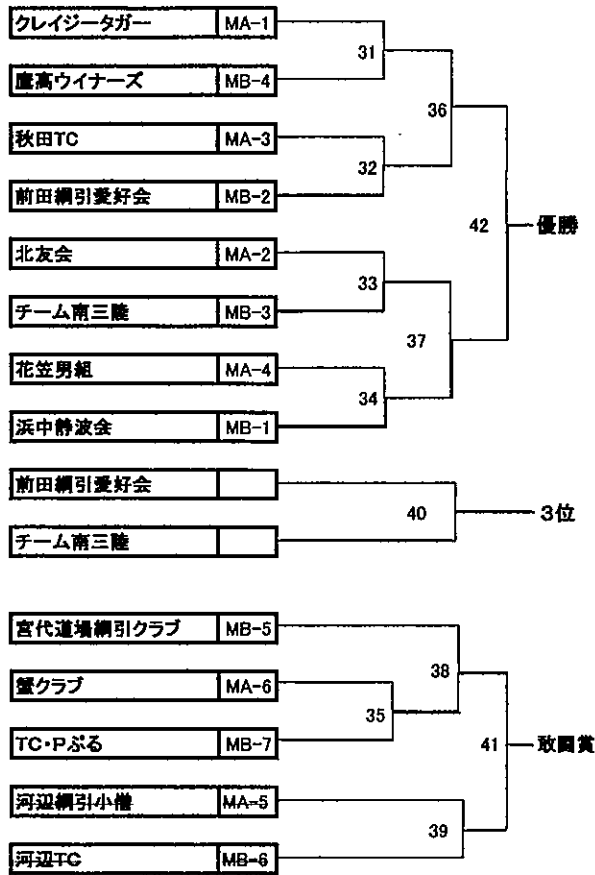 クレイジータガー MA-1
31
鷹高ウイナーズ MB-4
36
秋田TC MA-3
32
前田綱引愛好会 MB-2
42 優勝
北友会 MA-2
33
チーム南三陸 MB-3
37
花笠男組 MA-4
34
浜中静波会 MB-1
前田綱引愛好会
40 3位
チーム南三陸
宮代道場綱引クラブ MB-5
38
蟹クラブ MA-6
35
TC・Pぷる MB-7
41 敢闘賞
河辺綱引小僧 MA-5
39
河辺TC MB-6